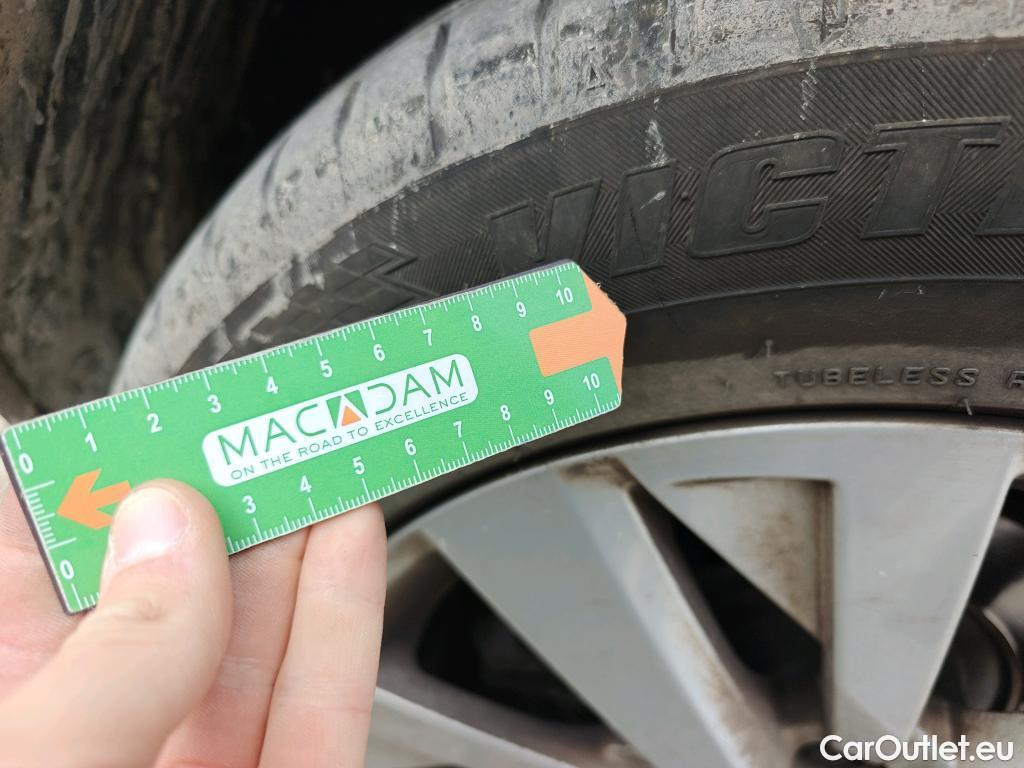 VICT
TUBELESS
0 1 2 3 4 5 6 7 8 9 10
MACADAM
ON THE ROAD TO EXCELLENCE
0 3 4 5 6 7 8 9 10
CarOutlet.eu